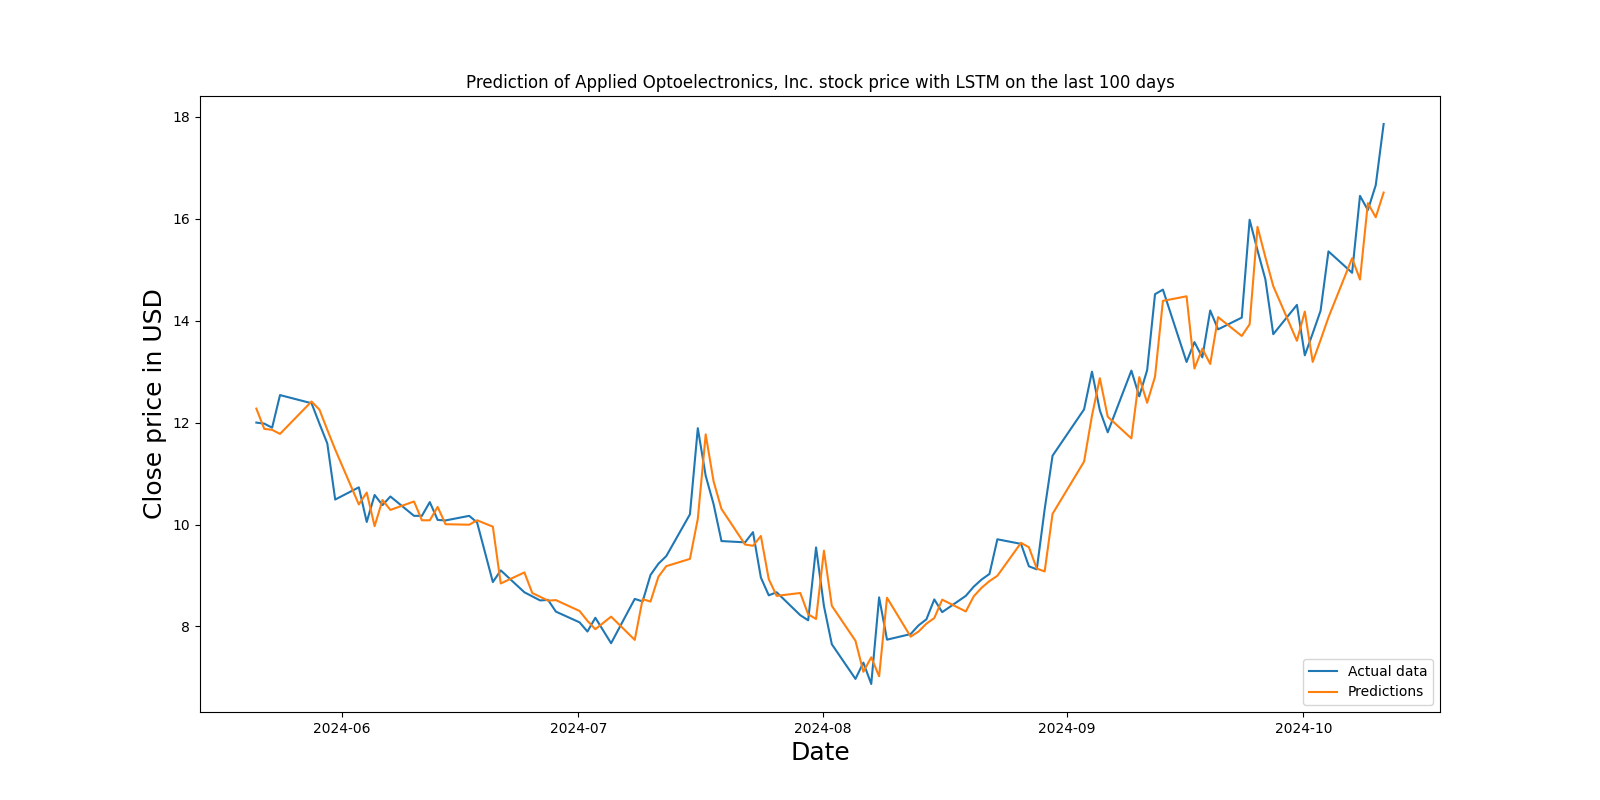 Prediction of Applied Optoelectronics, Inc. stock price with LSTM on the last 100 days
Close price in USD
18
16
14
12
10
8
2024-06
2024-07
2024-08
2024-09
2024-10
Date
Actual data
Predictions